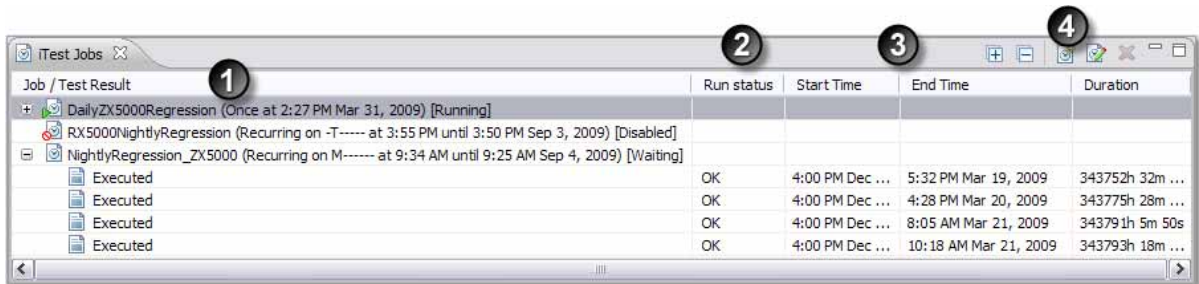 2 3 4
iTest Jobs
1
Job / Test Result Run status Start Time End Time Duration
DailyZX5000Regression (Once at 2:27 PM Mar 31, 2009) [Running]
RX5000NightlyRegression (Recurring on -T----- at 3:55 PM until 3:50 PM Sep 3, 2009) [Disabled]
NightlyRegression_ZX5000 (Recurring on M------ at 9:34 AM until 9:25 AM Sep 4, 2009) [Waiting]
Executed OK 4:00 PM Dec ... 5:32 PM Mar 19, 2009 343752h 32m ...
Executed OK 4:00 PM Dec ... 4:28 PM Mar 20, 2009 343775h 28m ...
Executed OK 4:00 PM Dec ... 8:05 AM Mar 21, 2009 343791h 5m 50s
Executed OK 4:00 PM Dec ... 10:18 AM Mar 21, 2009 343793h 18m ...